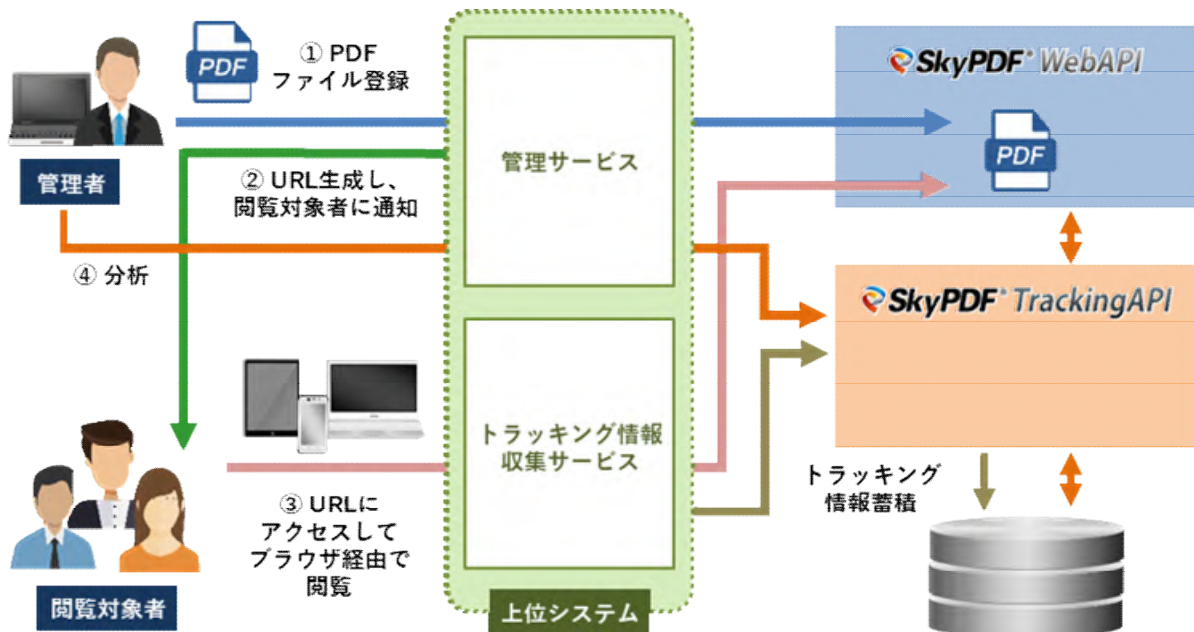 ① PDF
ファイル登録
PDF
管理者
② URL生成し、
閲覧対象者に通知
④ 分析
③ URLに
アクセスして
ブラウザ経由で
閲覧
閲覧対象者
管理サービス
トラッキング情報
収集サービス
上位システム
SkyPDF® WebAPI
PDF
SkyPDF® TrackingAPI
トラッキング
情報蓄積